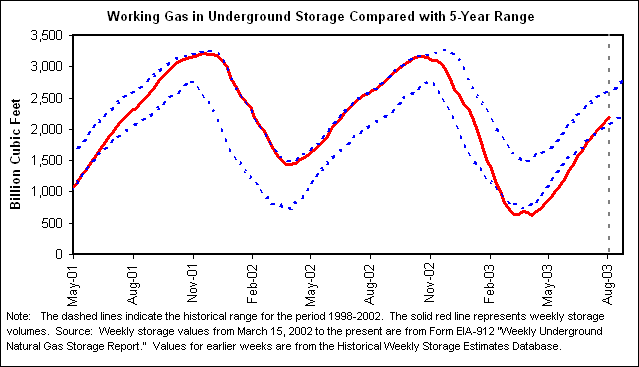 Working Gas in Underground Storage Compared with 5-Year Range
Billion Cubic Feet
3,500
3,000
2,500
2,000
1,500
1,000
500
0
May-01
Aug-01
Nov-01
Feb-02
May-02
Aug-02
Nov-02
Feb-03
May-03
Aug-03
Note: The dashed lines indicate the historical range for the period 1998-2002. The solid red line represents weekly storage
volumes. Source: Weekly storage values from March 15, 2002 to the present are from Form EIA-912 "Weekly Underground
Natural Gas Storage Report." Values for earlier weeks are from the Historical Weekly Storage Estimates Database.